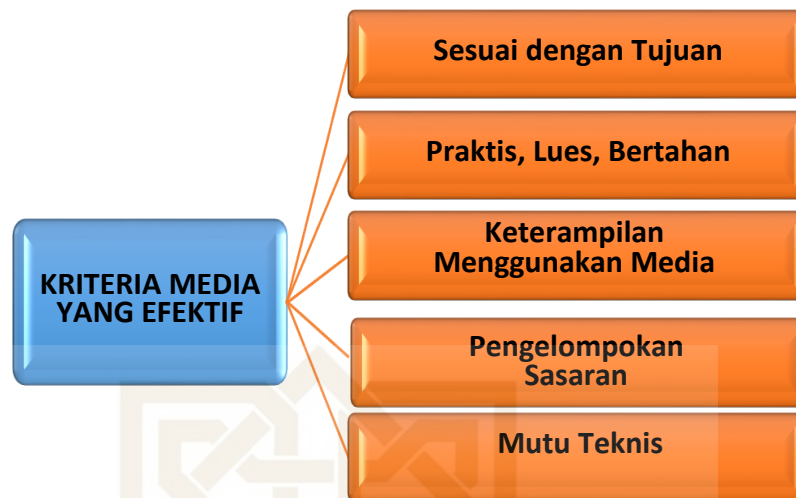 Sesuai dengan Tujuan
Praktis, Lues, Bertahan
Keterampilan
Menggunakan Media
KRITERIA MEDIA
YANG EFEKTIF
Pengelompokan
Sasaran
Mutu Teknis